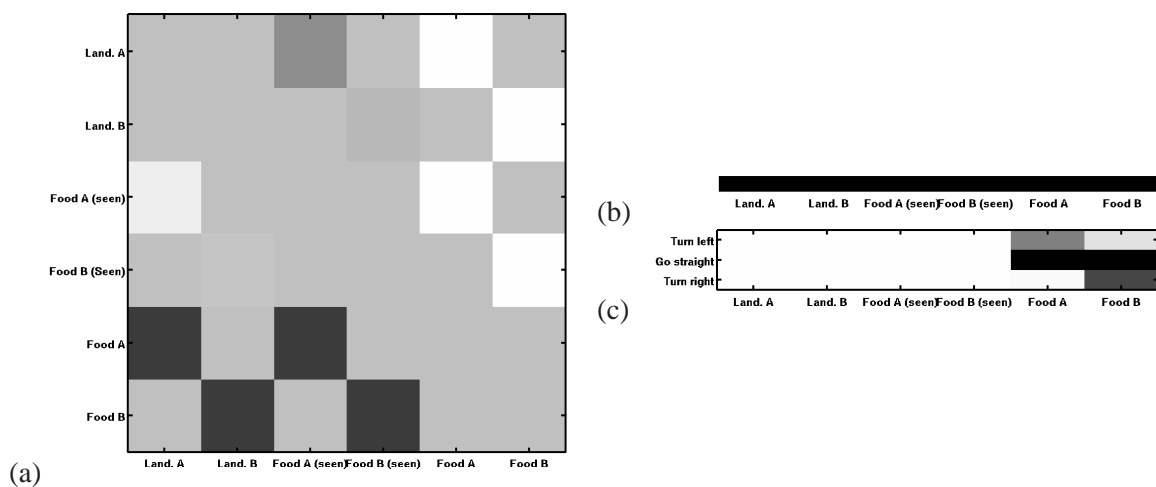 Land. A
Land. B
Food A (seen)
Food B (Seen)
Food A
Food B
Land. A Land. B Food A (seen) Food B (seen) Food A Food B
(a)
(b)
Land. A Land. B Food A (seen) Food B (seen) Food A Food B
Turn left
Go straight
Turn right
Land. A Land. B Food A (seen) Food B (seen) Food A Food B
(c)